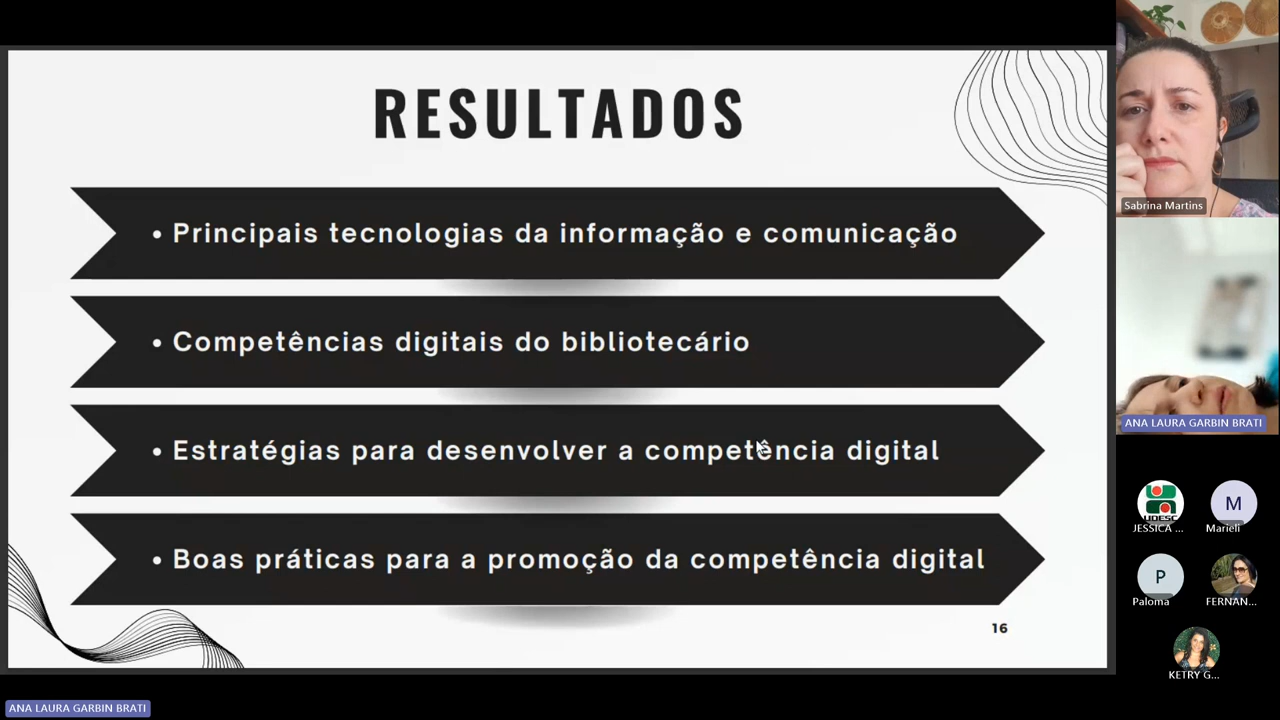 RESULTADOS
• Principais tecnologias da informação e comunicação
• Competências digitais do bibliotecário
• Estratégias para desenvolver a competência digital
• Boas práticas para a promoção da competência digital
16
Sabrina Martins
ANA LAURA GARBIN BRATI
UDESC
JESSICA ...
Marieli
M
Paloma
P
FERNAN...
KETRY G...
ANA LAURA GARBIN BRATI